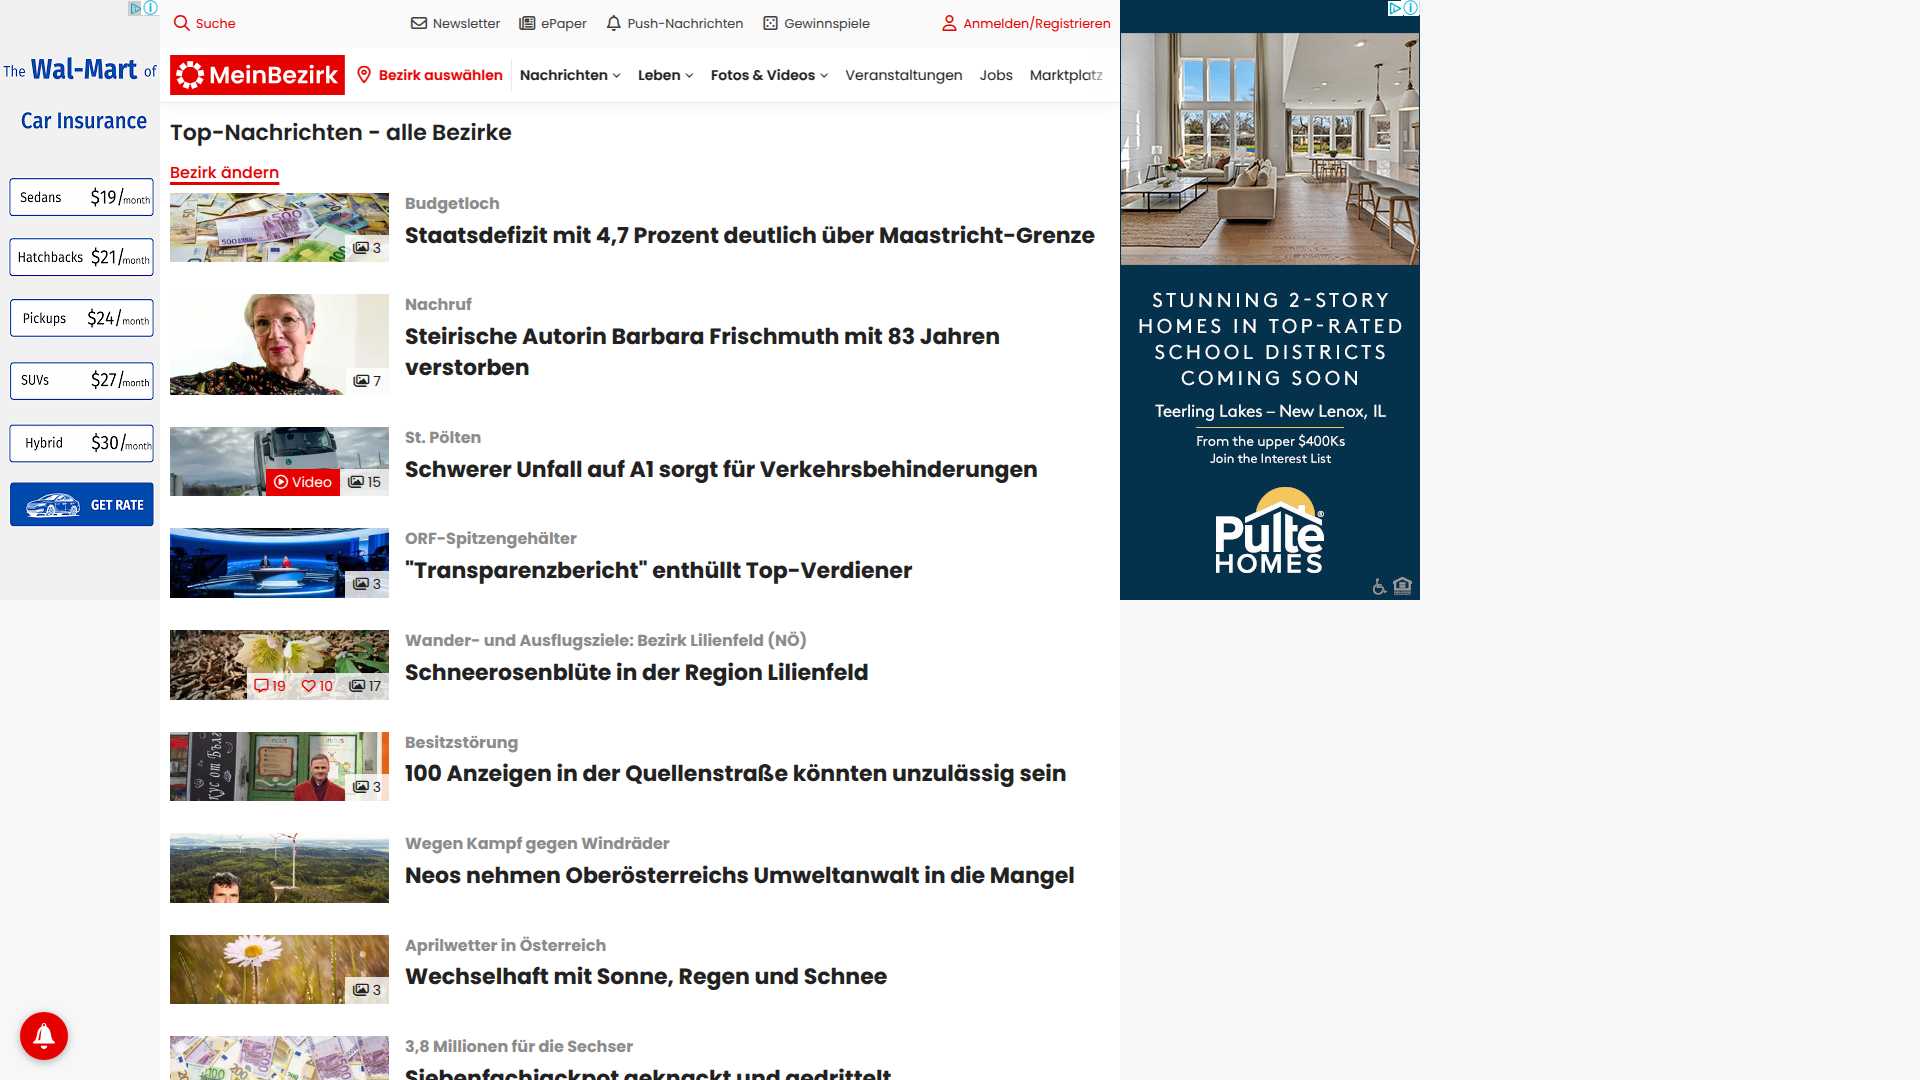 Suche
Newsletter
ePaper
Push-Nachrichten
Gewinnspiele
Anmelden/Registrieren
MeinBezirk
Bezirk auswählen
Nachrichten
Leben
Fotos & Videos
Veranstaltungen
Jobs
Marktplatz
The Wal-Mart of
Car Insurance
Sedans $19/month
Hatchbacks $21/month
Pickups $24/month
SUVs $27/month
Hybrid $30/month
GET RATE
Top-Nachrichten - alle Bezirke
Bezirk ändern
3
Budgetloch
Staatsdefizit mit 4,7 Prozent deutlich über Maastricht-Grenze
7
Nachruf
Steirische Autorin Barbara Frischmuth mit 83 Jahren
verstorben
Video 15
St. Pölten
Schwerer Unfall auf A1 sorgt für Verkehrsbehinderungen
3
ORF-Spitzengehälter
"Transparenzbericht" enthüllt Top-Verdiener
19 10 17
Wander- und Ausflugsziele: Bezirk Lilienfeld (NÖ)
Schneerosenblüte in der Region Lilienfeld
3
Besitzstörung
100 Anzeigen in der Quellenstraße könnten unzulässig sein
Wegen Kampf gegen Windräder
Neos nehmen Oberösterreichs Umweltanwalt in die Mangel
3
Aprilwetter in Österreich
Wechselhaft mit Sonne, Regen und Schnee
3,8 Millionen für die Sechser
Siebenfachjackpot geknackt und gedrittelt
STUNNING 2-STORY
HOMES IN TOP-RATED
SCHOOL DISTRICTS
COMING SOON
Teerling Lakes – New Lenox, IL
From the upper $400Ks
Join the Interest List
Pulte®
HOMES